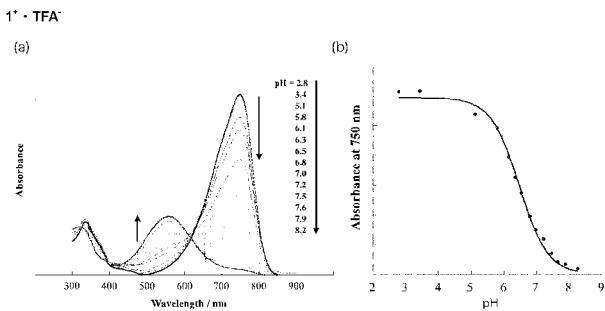 1⁺ · TFA⁻
(a)
(b)
pH = 2.8
3.4
5.1
5.8
6.1
6.3
6.5
6.8
7.0
7.2
7.5
7.6
7.9
8.2
Absorbance
300 400 500 600 700 800 900
Wavelength / nm
Absorbance at 750 nm
2 3 4 5 6 7 8 9
pH